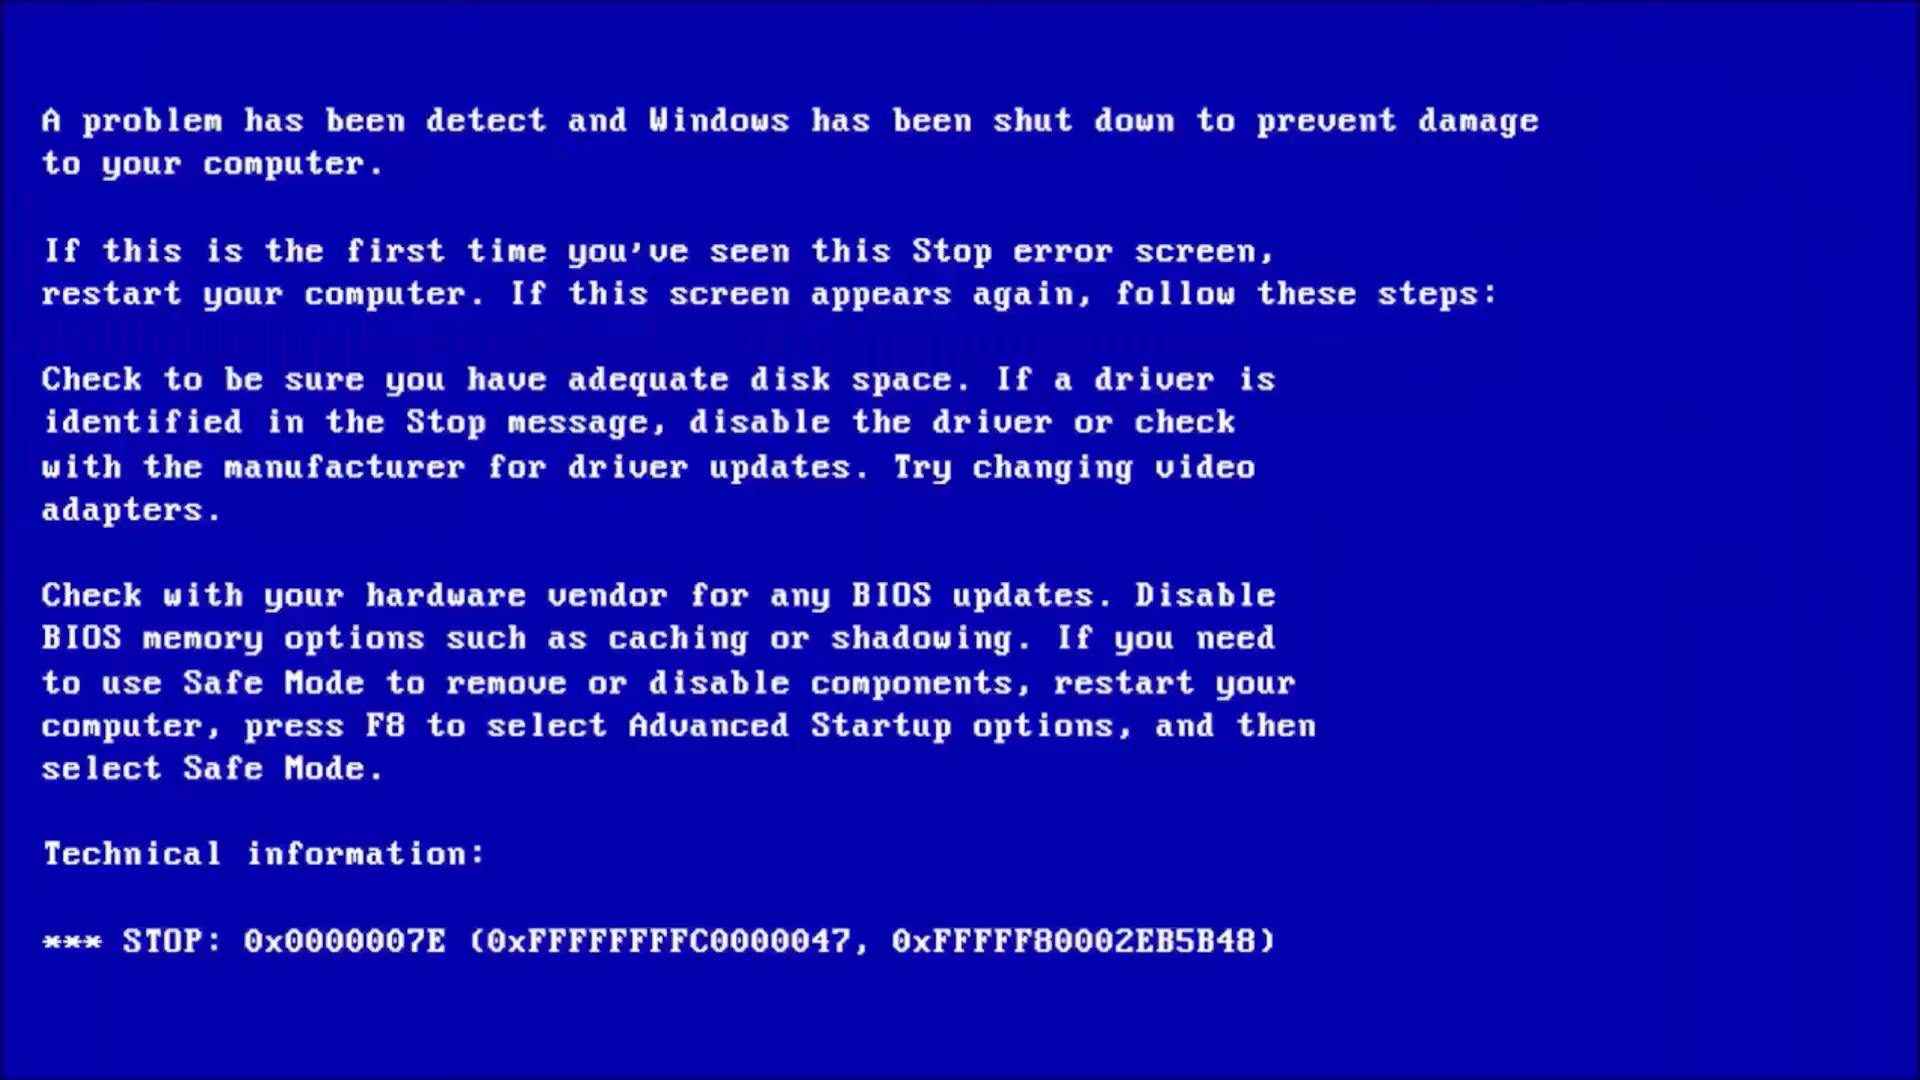 A problem has been detect and Windows has been shut down to prevent damage
to your computer.
If this is the first time you've seen this Stop error screen,
restart your computer. If this screen appears again, follow these steps:
Check to be sure you have adequate disk space. If a driver is
identified in the Stop message, disable the driver or check
with the manufacturer for driver updates. Try changing video
adapters.
Check with your hardware vendor for any BIOS updates. Disable
BIOS memory options such as caching or shadowing. If you need
to use Safe Mode to remove or disable components, restart your
computer, press F8 to select Advanced Startup options, and then
select Safe Mode.
Technical information:
*** STOP: 0x0000007E (0xFFFFFFFFC0000047, 0xFFFFF80002EB5B48)